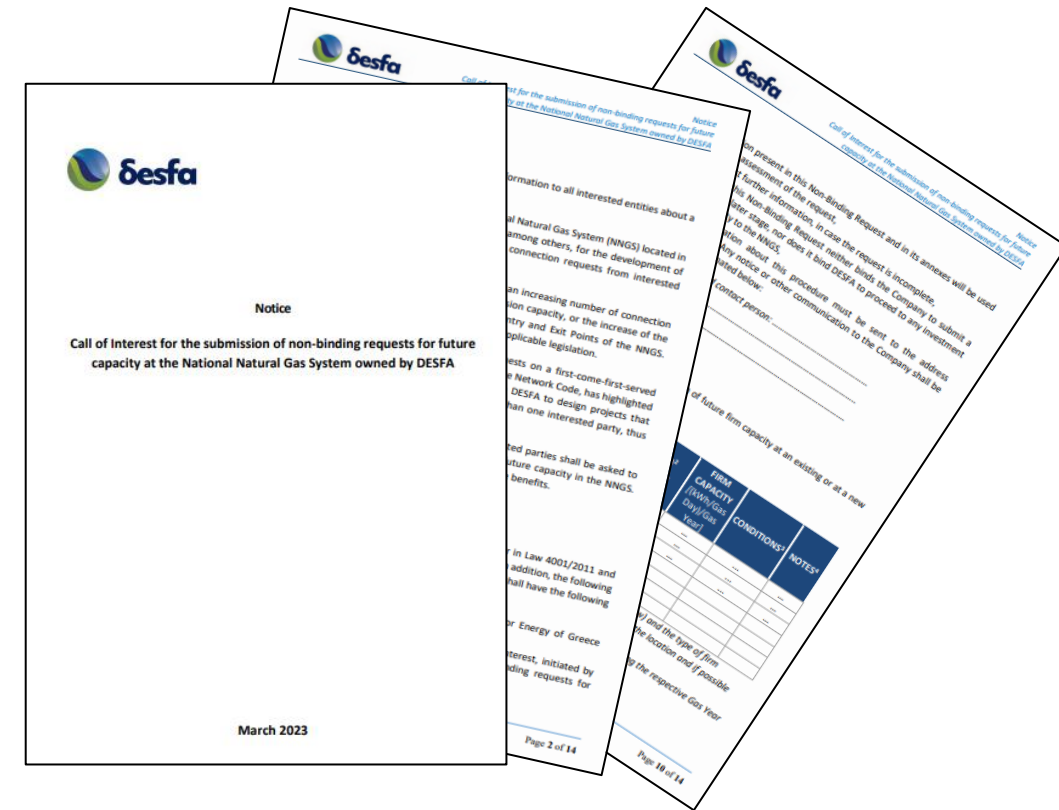 δesfa
Notice
Call of Interest for the submission of non-binding requests for future
capacity at the National Natural Gas System owned by DESFA
March 2023
δesfa
Notice
Call of Interest for the submission of non-binding requests for future
at the National Natural Gas System owned by DESFA
formation to all interested entities about a
al Natural Gas System (NNGS) located in
among others, for the development of
connection requests from interested
an increasing number of connection
sion capacity, or the increase of the
ntry and Exit Points of the NNGS.
pplicable legislation.
ests on a first-come-first-served
e Network Code, has highlighted
DESFA to design projects that
han one interested party, thus
ted parties shall be asked to
uture capacity in the NNGS.
e benefits.
r in Law 4001/2011 and
addition, the following
hall have the following
or Energy of Greece
terest, initiated by
nding requests for
Page 2 of 14
δesfa
Notice
Call of Interest for the submission of non-binding requests for future
capacity at the National Natural Gas System owned by DESFA
on present in this Non-Binding Request and in its annexes will be used
assessment of the request,
t further information, in case the request is incomplete,
his Non-Binding Request neither binds the Company to submit a
later stage, nor does it bind DESFA to proceed to any investment
y to the NNGS,
ation about this procedure must be sent to the address
Any notice or other communication to the Company shall be
nated below:
contact person:
of future firm capacity at an existing or at a new
FIRM
CAPACITY
[(kWh/Gas
Day)/Gas
Year]
CONDITIONS³
NOTES⁴
... ... ...
... ... ...
... ... ...
w) and the type of firm
the location and if possible
ng the respective Gas Year
Page 10 of 14